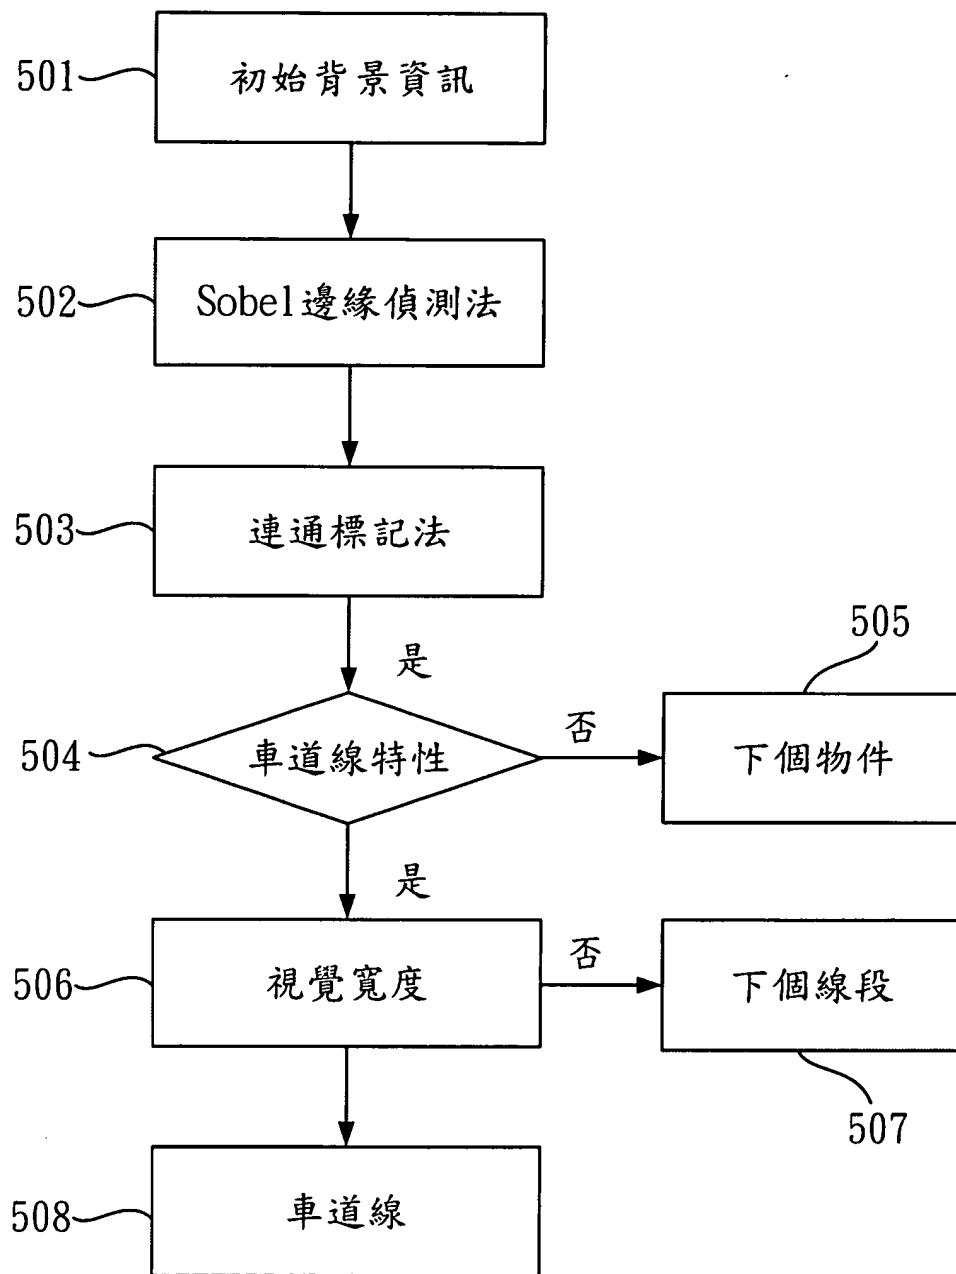 501
初始背景資訊
502
Sobel邊緣偵測法
503
連通標記法
是
505
504
車道線特性
否
下個物件
是
506
視覺寬度
否
下個線段
507
508
車道線